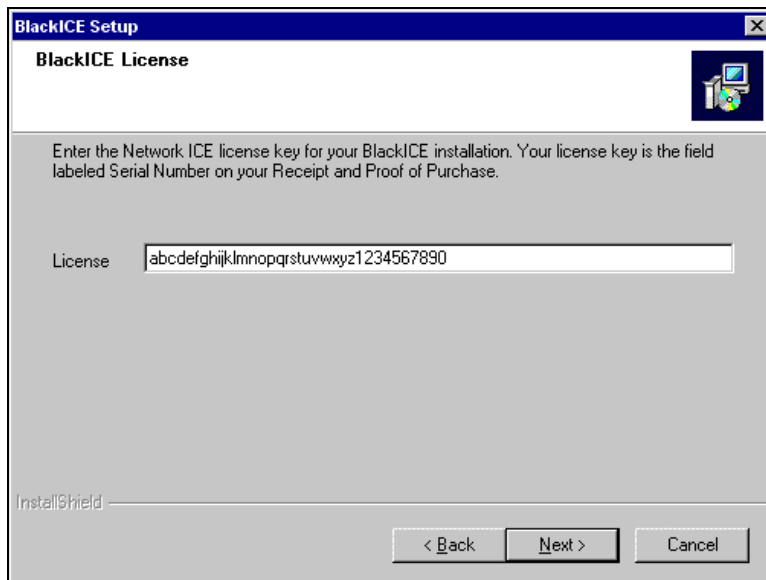 BlackICE Setup
BlackICE License
Enter the Network ICE license key for your BlackICE installation. Your license key is the field
labeled Serial Number on your Receipt and Proof of Purchase.
License abcdefghijklmnopqrstuvwxyz1234567890
InstallShield
< Back Next > Cancel